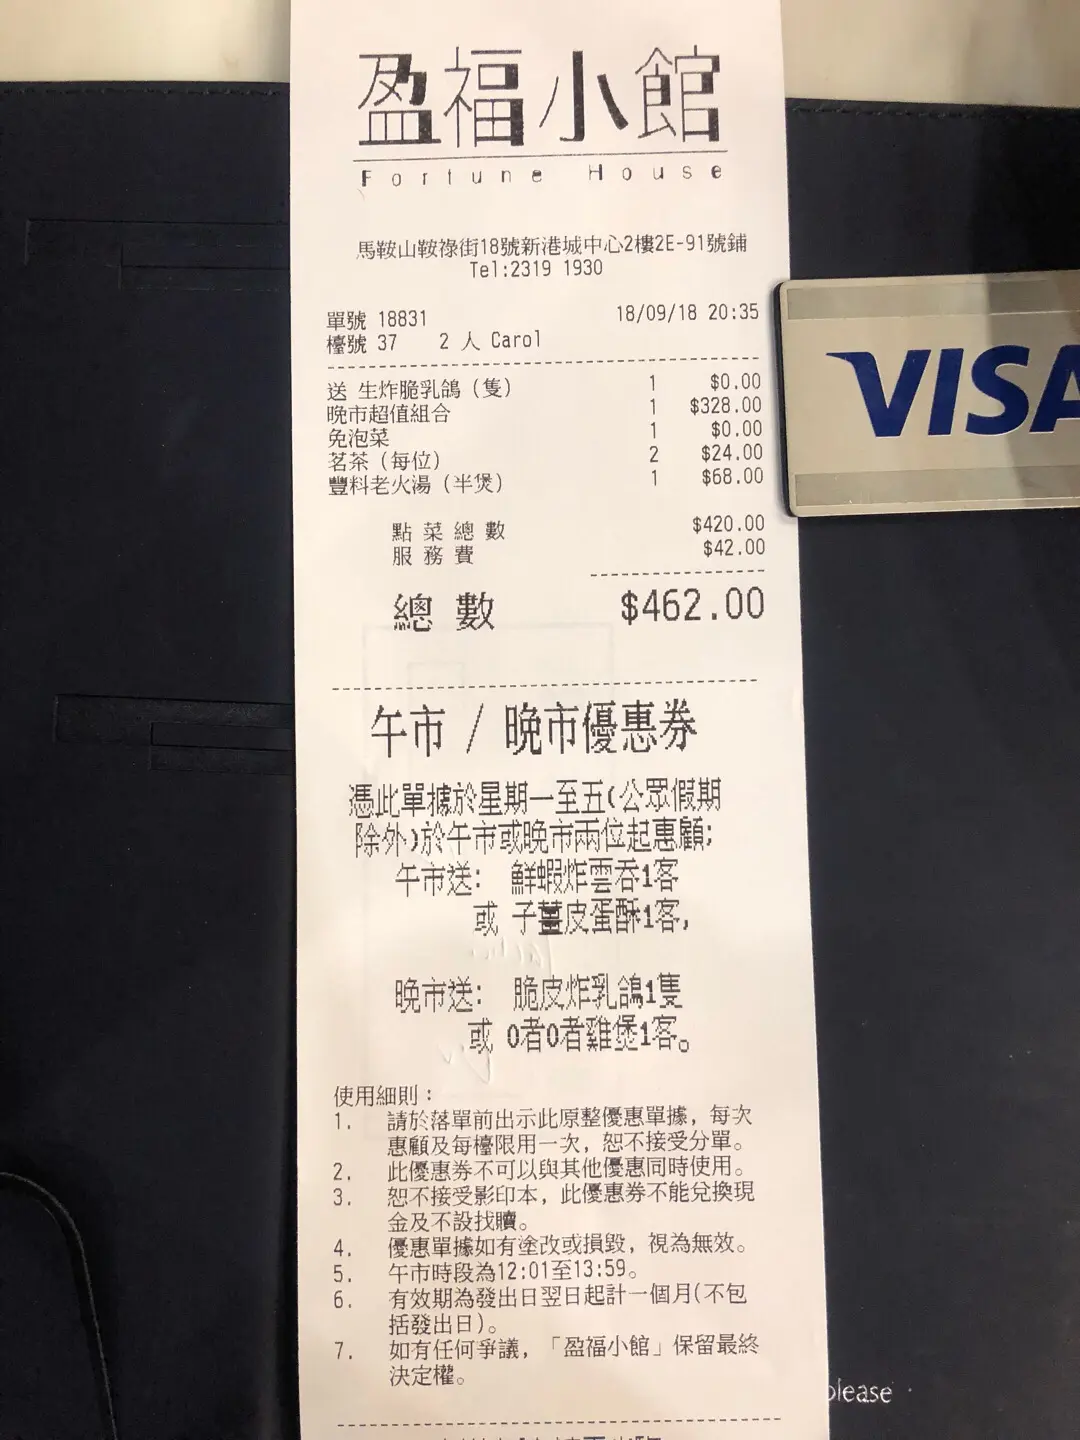 盈福小館
Fortune House
馬鞍山鞍祿街18號新港城中心2樓2E-91號鋪
Tel:2319 1930
單號 18831 18/09/18 20:35
檯號 37 2 人 Carol
送 生炸脆乳鴿(隻) 1 $0.00
晚市超值組合 1 $328.00
免泡菜 1 $0.00
茗茶(每位) 2 $24.00
豐料老火湯(半煲) 1 $68.00
點菜總數 $420.00
服務費 $42.00
總數 $462.00
午市 / 晚市優惠券
憑此單據於星期一至五(公眾假期
除外)於午市或晚市兩位起惠顧;
午市送: 鮮蝦炸雲吞1客
或 子薑皮蛋酥1客,
晚市送: 脆皮炸乳鴿1隻
或 0者0者雞煲1客。
使用細則:
1. 請於落單前出示此原整優惠單據, 每次
惠顧及每檯限用一次, 恕不接受分單。
2. 此優惠券不可以與其他優惠同時使用。
3. 恕不接受影印本, 此優惠券不能兌換現
金及不設找贖。
4. 優惠單據如有塗改或損毀, 視為無效。
5. 午市時段為12:01至13:59。
6. 有效期為發出日翌日起計一個月(不包
括發出日)。
7. 如有任何爭議, 「盈福小館」保留最終
決定權。
VISA
please